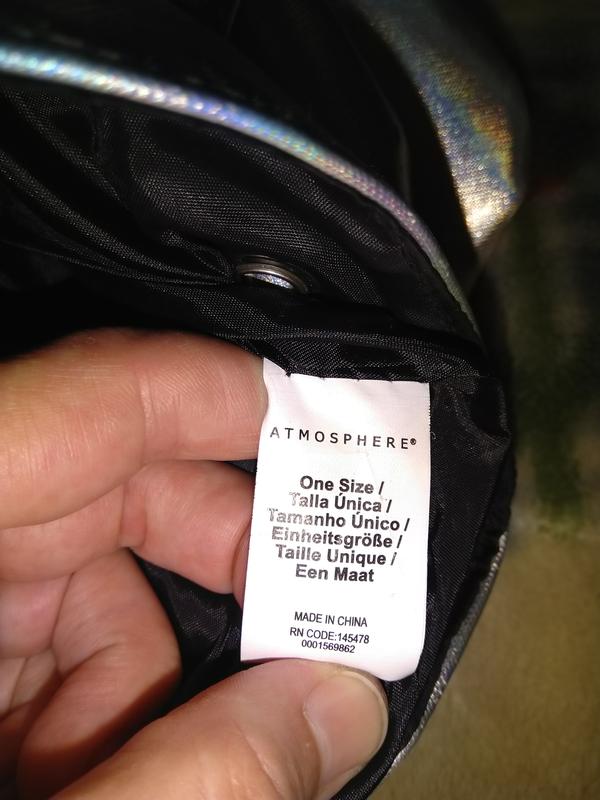 ATMOSPHERE®
One Size /
Talla Única /
Tamanho Único /
Einheitsgröße /
Taille Unique /
Een Maat
MADE IN CHINA
RN CODE:145478
0001569862